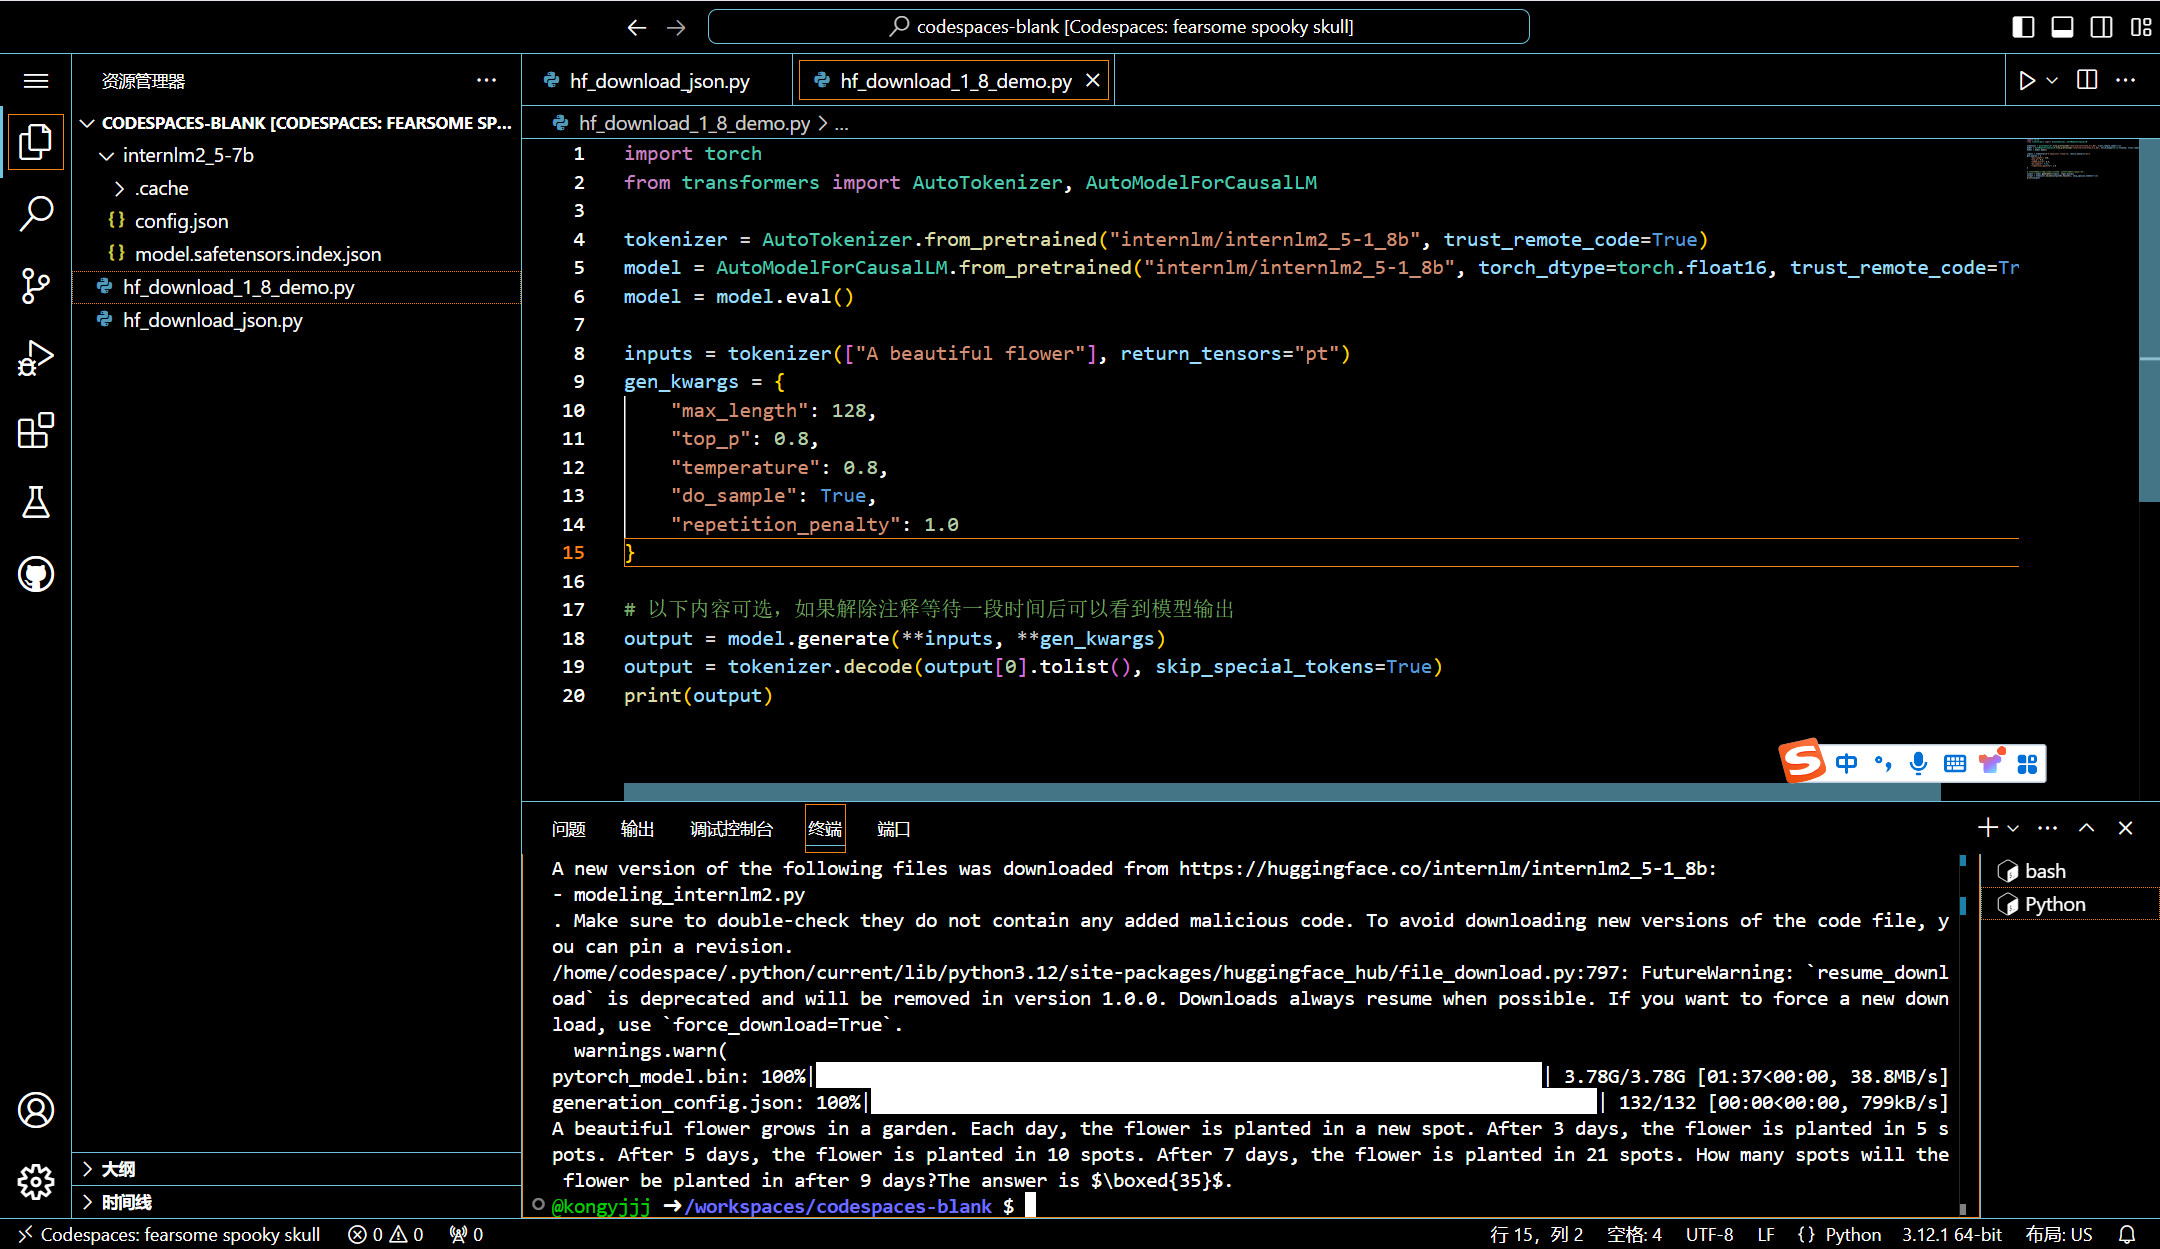 codespaces-blank [Codespaces: fearsome spooky skull]
资源管理器
CODESPACES-BLANK [CODESPACES: FEARSOME SP...
internlm2_5-7b
.cache
config.json
model.safetensors.index.json
hf_download_1_8_demo.py
hf_download_json.py
大纲
时间线
hf_download_json.py
hf_download_1_8_demo.py
hf_download_1_8_demo.py > ...
1 import torch
2 from transformers import AutoTokenizer, AutoModelForCausalLM
3
4 tokenizer = AutoTokenizer.from_pretrained("internlm/internlm2_5-1_8b", trust_remote_code=True)
5 model = AutoModelForCausalLM.from_pretrained("internlm/internlm2_5-1_8b", torch_dtype=torch.float16, trust_remote_code=Tr
6 model = model.eval()
7
8 inputs = tokenizer(["A beautiful flower"], return_tensors="pt")
9 gen_kwargs = {
10 "max_length": 128,
11 "top_p": 0.8,
12 "temperature": 0.8,
13 "do_sample": True,
14 "repetition_penalty": 1.0
15 }
16
17 # 以下内容可选，如果解除注释等待一段时间后可以看到模型输出
18 output = model.generate(**inputs, **gen_kwargs)
19 output = tokenizer.decode(output[0].tolist(), skip_special_tokens=True)
20 print(output)
S 中
问题 输出 调试控制台 终端 端口
A new version of the following files was downloaded from https://huggingface.co/internlm/internlm2_5-1_8b:
- modeling_internlm2.py
. Make sure to double-check they do not contain any added malicious code. To avoid downloading new versions of the code file, y
ou can pin a revision.
/home/codespace/.python/current/lib/python3.12/site-packages/huggingface_hub/file_download.py:797: FutureWarning: `resume_downl
oad` is deprecated and will be removed in version 1.0.0. Downloads always resume when possible. If you want to force a new down
load, use `force_download=True`.
warnings.warn(
pytorch_model.bin: 100%| | 3.78G/3.78G [01:37<00:00, 38.8MB/s]
generation_config.json: 100%| | 132/132 [00:00<00:00, 799kB/s]
A beautiful flower grows in a garden. Each day, the flower is planted in a new spot. After 3 days, the flower is planted in 5 s
pots. After 5 days, the flower is planted in 10 spots. After 7 days, the flower is planted in 21 spots. How many spots will the
flower be planted in after 9 days?The answer is $\boxed{35}$.
@kongyjjj ➜/workspaces/codespaces-blank $
bash
Python
Codespaces: fearsome spooky skull 0 0 0 行 15，列 2 空格: 4 UTF-8 LF {} Python 3.12.1 64-bit 布局: US